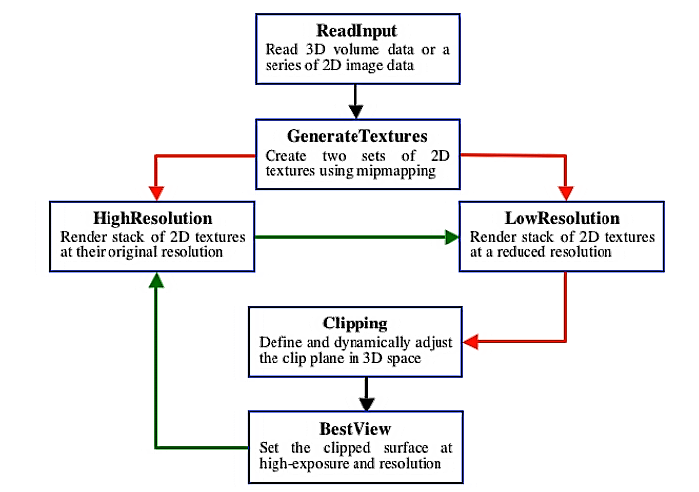 ReadInput
Read 3D volume data or a
series of 2D image data
GenerateTextures
Create two sets of 2D
textures using mipmapping
HighResolution
Render stack of 2D textures
at their original resolution
LowResolution
Render stack of 2D textures
at a reduced resolution
Clipping
Define and dynamically adjust
the clip plane in 3D space
BestView
Set the clipped surface at
high-exposure and resolution